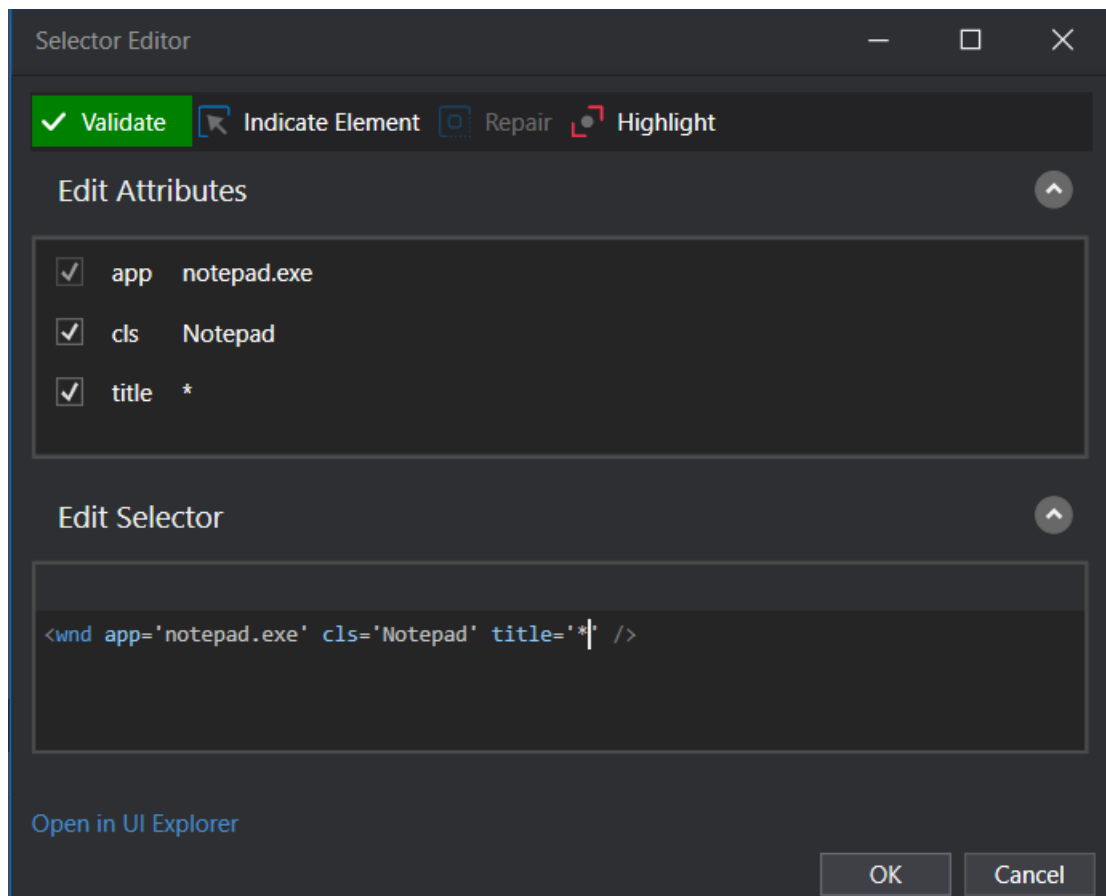 Selector Editor
Validate Indicate Element Repair Highlight
Edit Attributes
app notepad.exe
cls Notepad
title *
Edit Selector
<wnd app='notepad.exe' cls='Notepad' title='*' />
Open in UI Explorer
OK Cancel